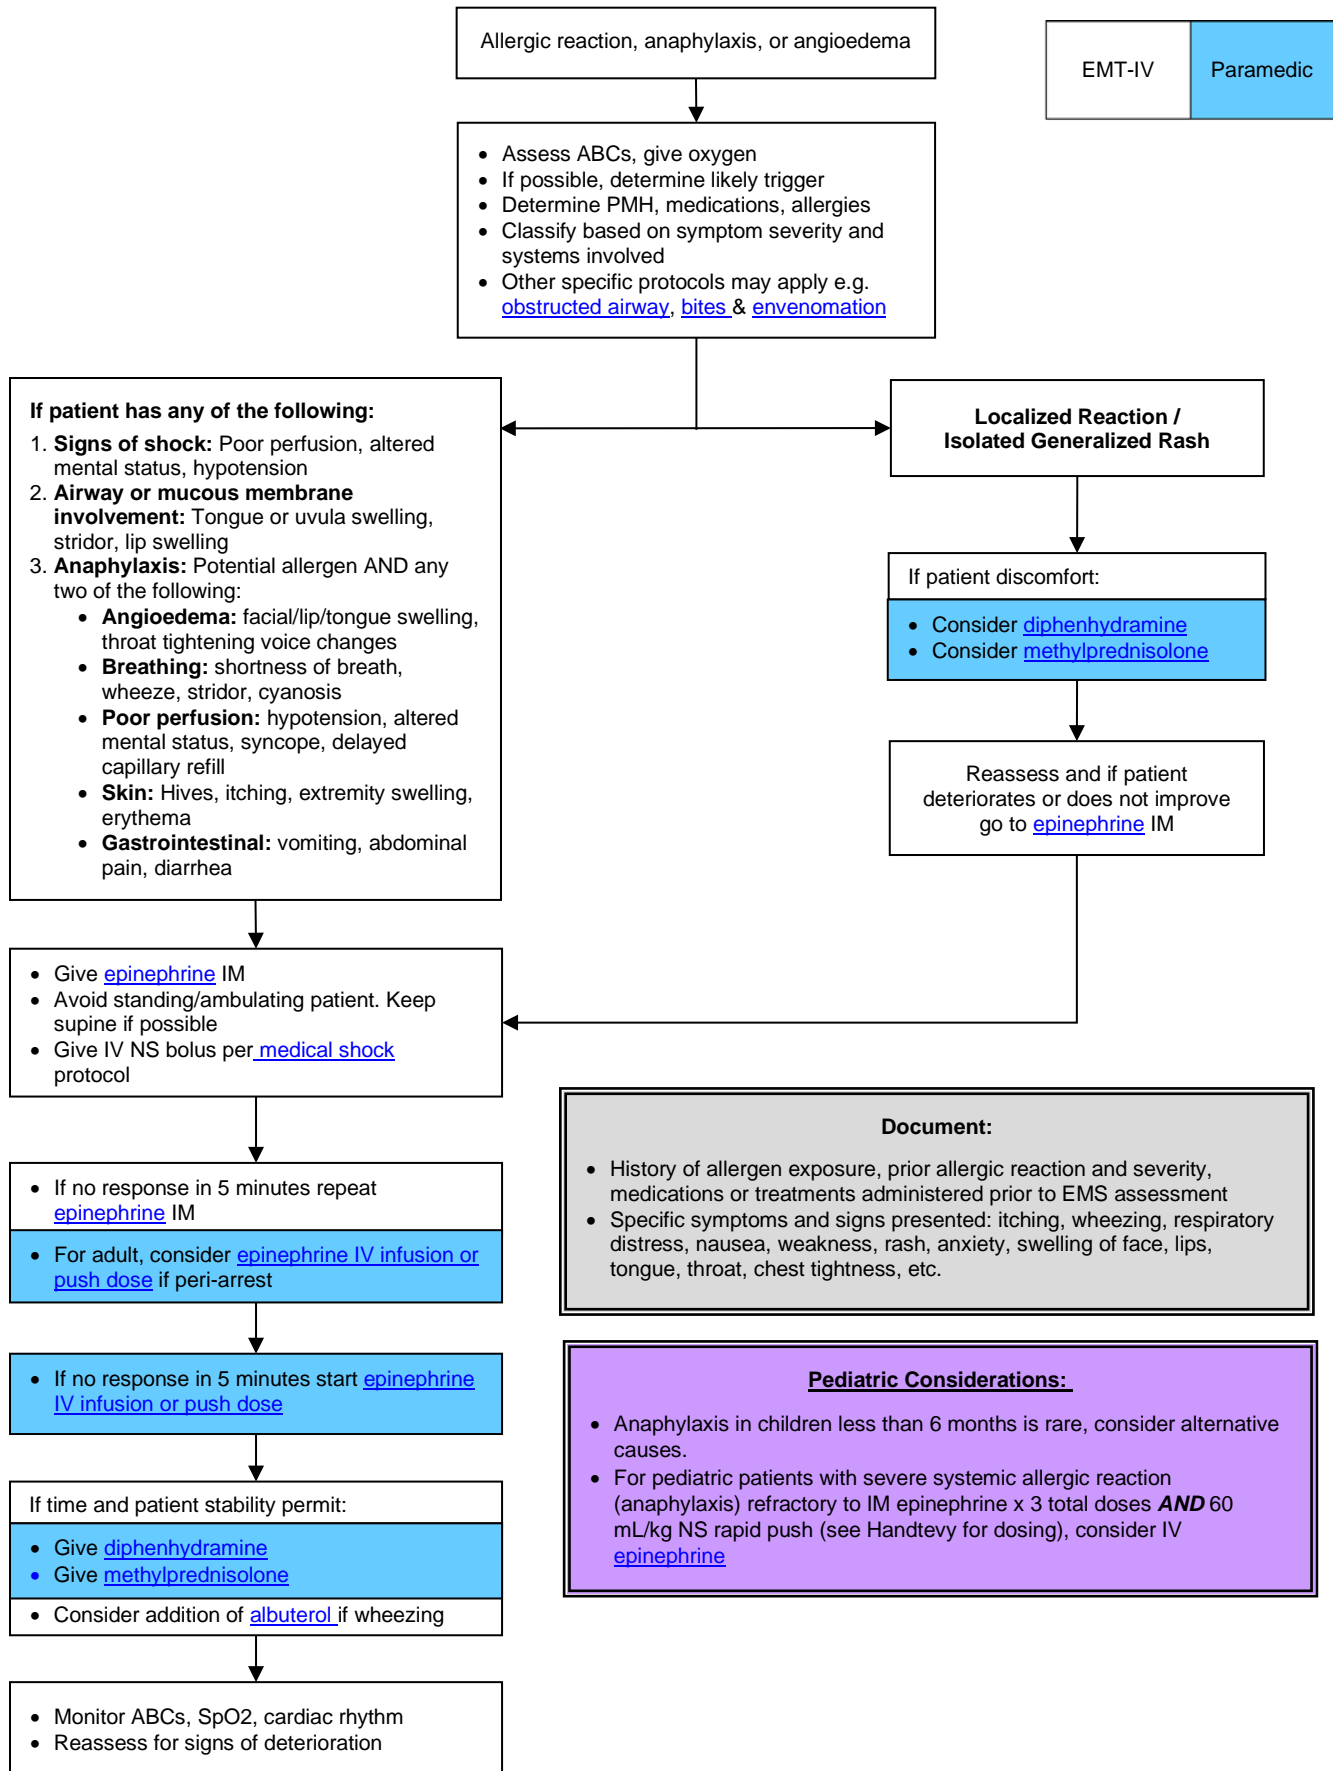 Allergic reaction, anaphylaxis, or angioedema
EMT-IV
Paramedic
• Assess ABCs, give oxygen
• If possible, determine likely trigger
• Determine PMH, medications, allergies
• Classify based on symptom severity and
systems involved
• Other specific protocols may apply e.g.
obstructed airway, bites & envenomation
If patient has any of the following:
1. Signs of shock: Poor perfusion, altered
mental status, hypotension
2. Airway or mucous membrane
involvement: Tongue or uvula swelling,
stridor, lip swelling
3. Anaphylaxis: Potential allergen AND any
two of the following:
• Angioedema: facial/lip/tongue swelling,
throat tightening voice changes
• Breathing: shortness of breath,
wheeze, stridor, cyanosis
• Poor perfusion: hypotension, altered
mental status, syncope, delayed
capillary refill
• Skin: Hives, itching, extremity swelling,
erythema
• Gastrointestinal: vomiting, abdominal
pain, diarrhea
Localized Reaction /
Isolated Generalized Rash
If patient discomfort:
• Consider diphenhydramine
• Consider methylprednisolone
Reassess and if patient
deteriorates or does not improve
go to epinephrine IM
• Give epinephrine IM
• Avoid standing/ambulating patient. Keep
supine if possible
• Give IV NS bolus per medical shock
protocol
• If no response in 5 minutes repeat
epinephrine IM
• For adult, consider epinephrine IV infusion or
push dose if peri-arrest
• If no response in 5 minutes start epinephrine
IV infusion or push dose
If time and patient stability permit:
• Give diphenhydramine
• Give methylprednisolone
• Consider addition of albuterol if wheezing
• Monitor ABCs, SpO2, cardiac rhythm
• Reassess for signs of deterioration
Document:
• History of allergen exposure, prior allergic reaction and severity,
medications or treatments administered prior to EMS assessment
• Specific symptoms and signs presented: itching, wheezing, respiratory
distress, nausea, weakness, rash, anxiety, swelling of face, lips,
tongue, throat, chest tightness, etc.
Pediatric Considerations:
• Anaphylaxis in children less than 6 months is rare, consider alternative
causes.
• For pediatric patients with severe systemic allergic reaction
(anaphylaxis) refractory to IM epinephrine x 3 total doses AND 60
mL/kg NS rapid push (see Handtevy for dosing), consider IV
epinephrine